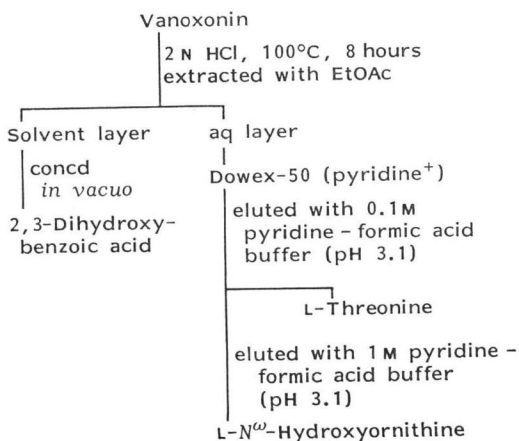 Vanoxonin
2 N HCl, 100°C, 8 hours
extracted with EtOAc
Solvent layer
aq layer
concd
in vacuo
2,3-Dihydroxy-
benzoic acid
Dowex-50 (pyridine⁺)
eluted with 0.1M
pyridine-formic acid
buffer (pH 3.1)
L-Threonine
eluted with 1M pyridine-
formic acid buffer
(pH 3.1)
L-Nω-Hydroxyornithine